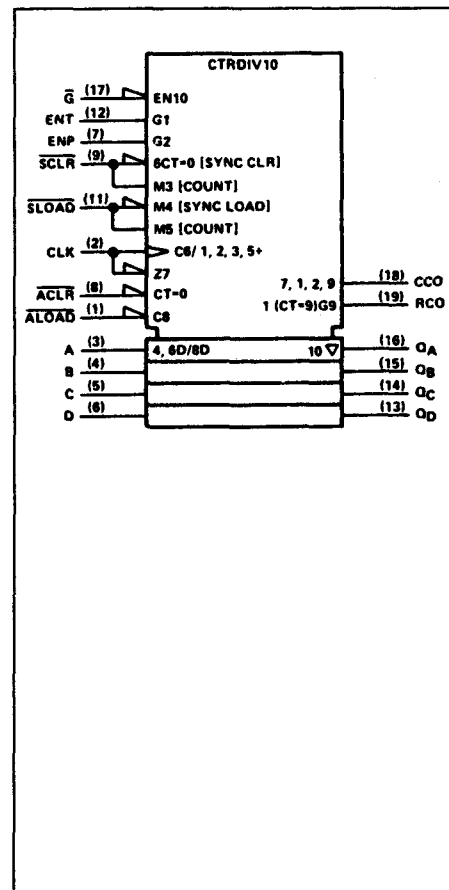 CTRDIV10
G̅ (17) EN10
ENT (12) G1
ENP (7) G2
S̅C̅L̅R̅ (9) 6CT=0 [SYNC CLR]
M3 [COUNT]
S̅L̅O̅A̅D̅ (11) M4 [SYNC LOAD]
M5 [COUNT]
CLK (2) C6/ 1, 2, 3, 5+
Z7
7, 1, 2, 9 (18) CCO
A̅C̅L̅R̅ (8) CT=0
1 (CT=9)G9 (19) RCO
A̅L̅O̅A̅D̅ (1) C8
A (3) 4, 6D/8D 10 ▽ (16) QA
B (4) (15) QB
C (5) (14) QC
D (6) (13) QD